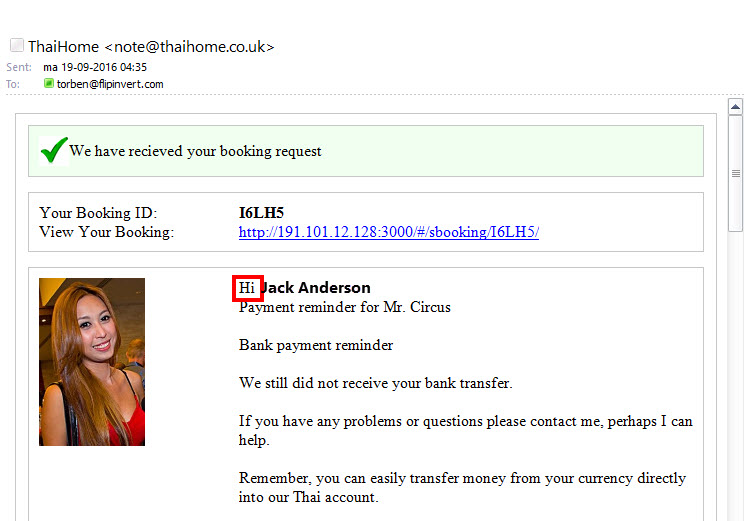 ThaiHome <note@thaihome.co.uk>
Sent: ma 19-09-2016 04:35
To: torben@flipinvert.com
We have recieved your booking request
Your Booking ID: I6LH5
View Your Booking: http://191.101.12.128:3000/#/sbooking/I6LH5/
Hi Jack Anderson
Payment reminder for Mr. Circus
Bank payment reminder
We still did not receive your bank transfer.
If you have any problems or questions please contact me, perhaps I can
help.
Remember, you can easily transfer money from your currency directly
into our Thai account.